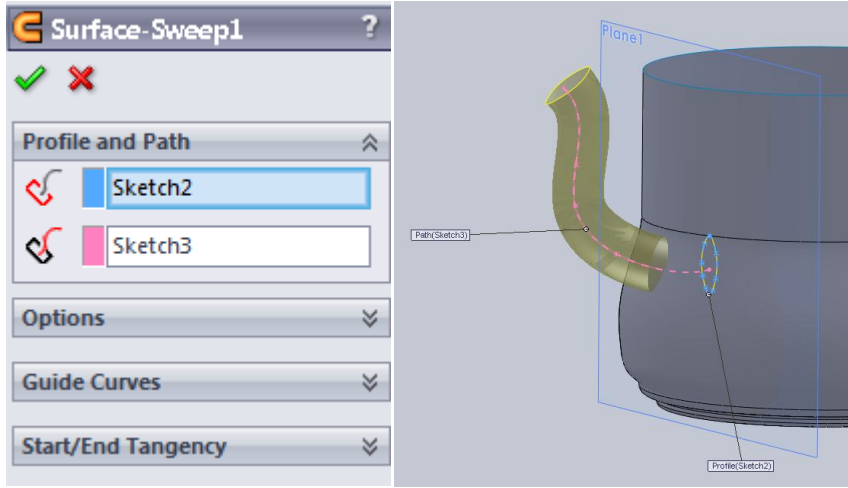 Surface-Sweep1 ?
Profile and Path
Sketch2
Sketch3
Options
Guide Curves
Start/End Tangency
Plane1
Path(Sketch3)
Profile(Sketch2)